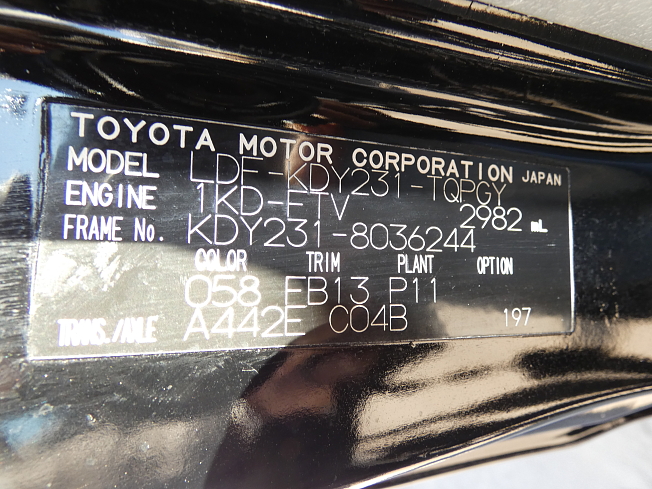 TOYOTA MOTOR CORPORATION JAPAN
MODEL LDF-KDY231-TQPGY
ENGINE 1KD-FTV 2982 mL
FRAME No. KDY231-8036244
COLOR TRIM PLANT OPTION
058 EB13 P11
TRANS./AXLE A442E C04B 197